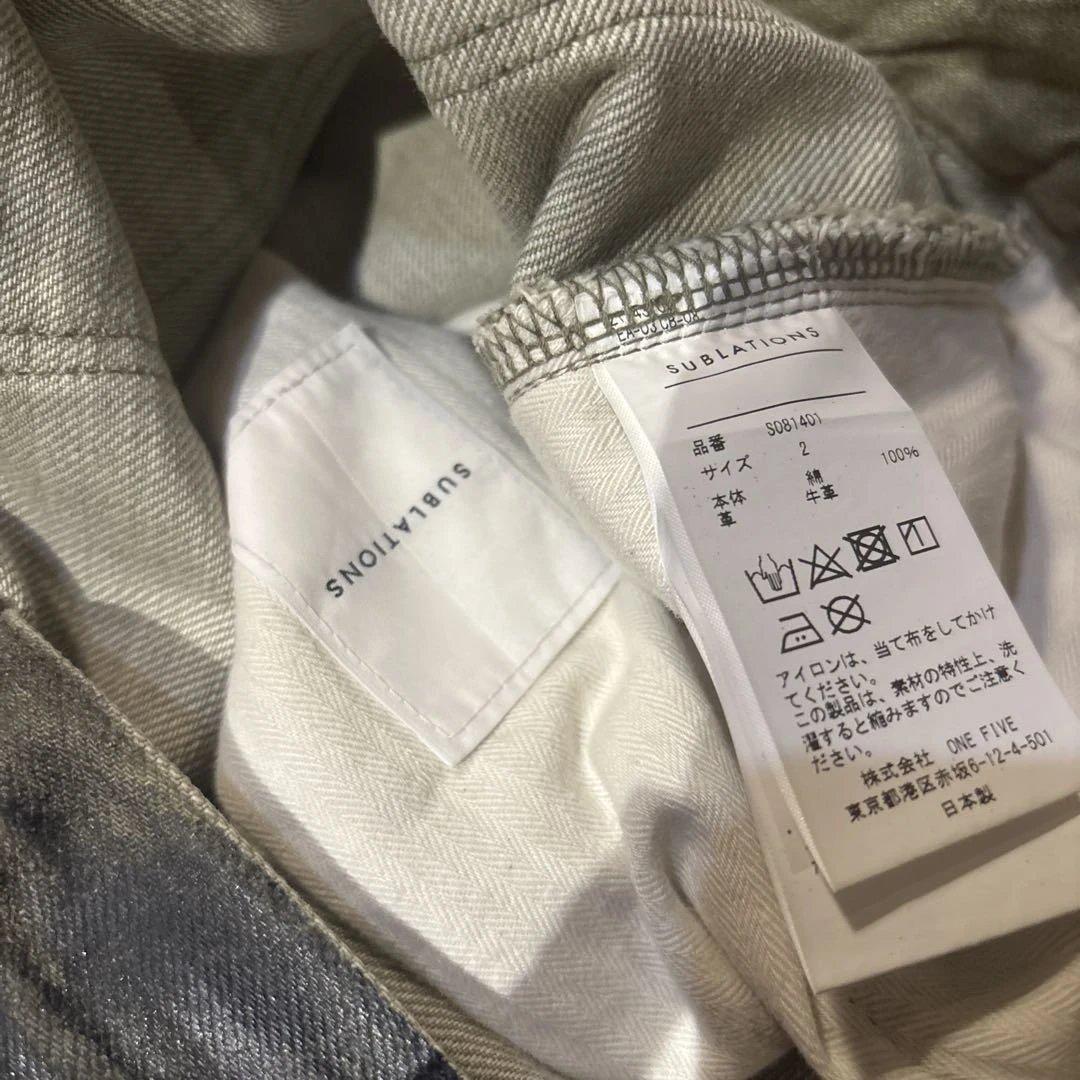 SUBLATIONS
EA-03 CB-08
SUBLATIONS
品番 S081401
サイズ 2
本体 綿 100%
革 牛革
アイロンは、当て布をしてかけ
てください。
この製品は、素材の特性上、洗
濯すると縮みますのでご注意く
ださい。
株式会社 ONE FIVE
東京都港区赤坂6-12-4-501
日本製